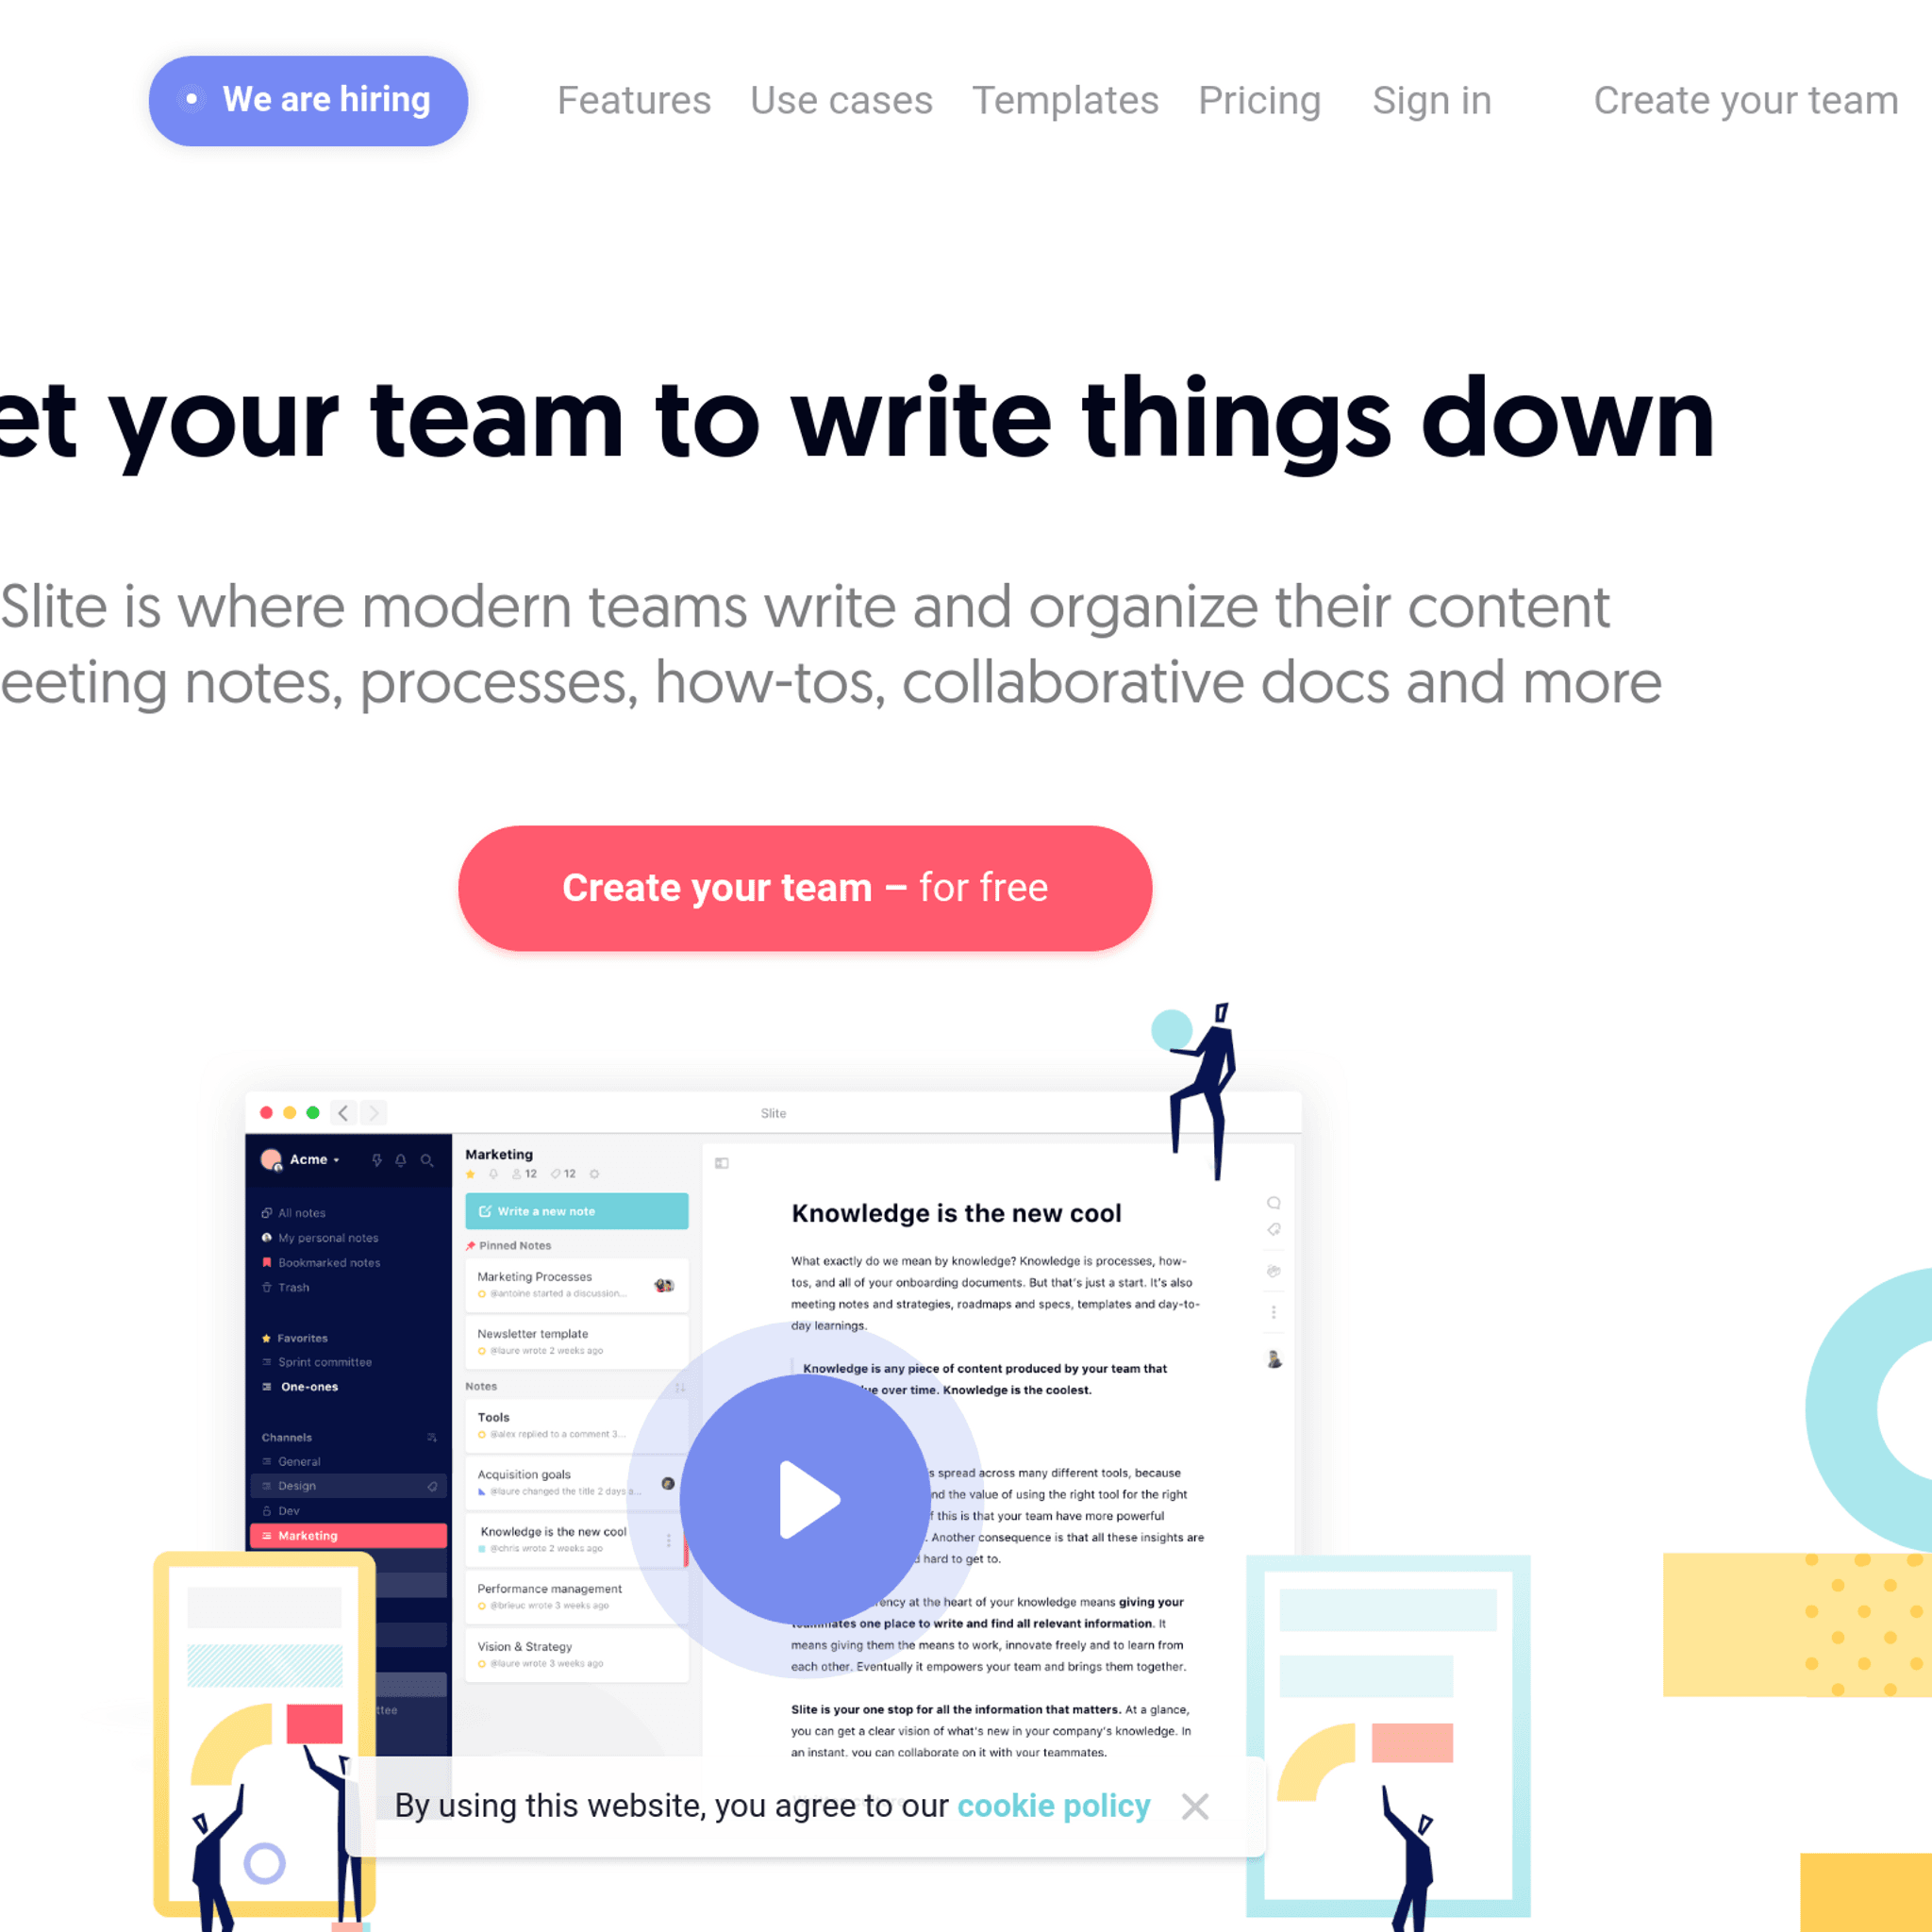 We are hiring
Features
Use cases
Templates
Pricing
Sign in
Create your team
et your team to write things down
Slite is where modern teams write and organize their content
eeting notes, processes, how-tos, collaborative docs and more
Create your team – for free
Slite
Acme
All notes
My personal notes
Bookmarked notes
Trash
Favorites
Sprint committee
One-ones
Channels
General
Design
Dev
Marketing
ttee
Marketing
12
12
Write a new note
Pinned Notes
Marketing Processes
@antoine started a discussion...
Newsletter template
@laure wrote 2 weeks ago
Notes
Tools
@alex replied to a comment 3...
Acquisition goals
@laure changed the title 2 days a...
Knowledge is the new cool
@chris wrote 2 weeks ago
Performance management
@brieuc wrote 3 weeks ago
Vision & Strategy
@laure wrote 3 weeks ago
Knowledge is the new cool
What exactly do we mean by knowledge? Knowledge is processes, how-
tos, and all of your onboarding documents. But that's just a start. It's also
meeting notes and strategies, roadmaps and specs, templates and day-to-
day learnings.
Knowledge is any piece of content produced by your team that
ue over time. Knowledge is the coolest.
s spread across many different tools, because
nd the value of using the right tool for the right
f this is that your team have more powerful
. Another consequence is that all these insights are
d hard to get to.
ency at the heart of your knowledge means giving your
teammates one place to write and find all relevant information. It
means giving them the means to work, innovate freely and to learn from
each other. Eventually it empowers your team and brings them together.
Slite is your one stop for all the information that matters. At a glance,
you can get a clear vision of what's new in your company's knowledge. In
an instant, you can collaborate on it with your teammates.
By using this website, you agree to our cookie policy